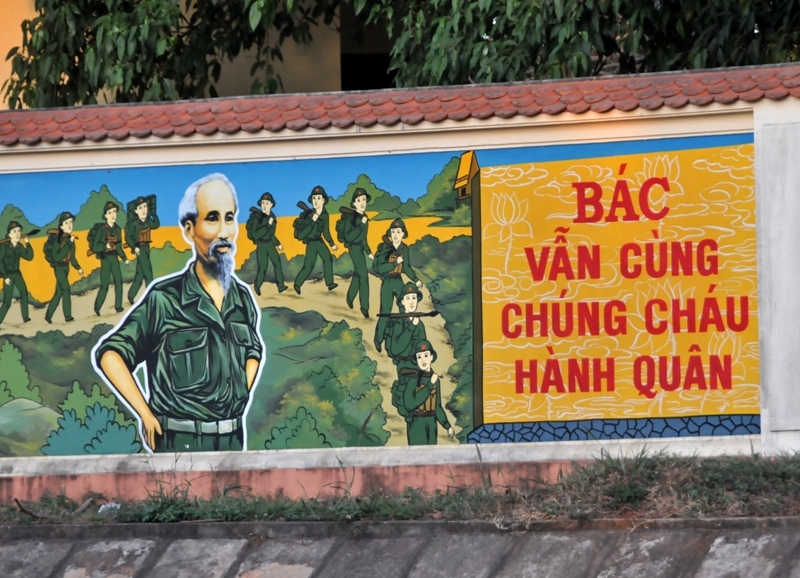 BÁC
VẪN CÙNG
CHÚNG CHÁU
HÀNH QUÂN